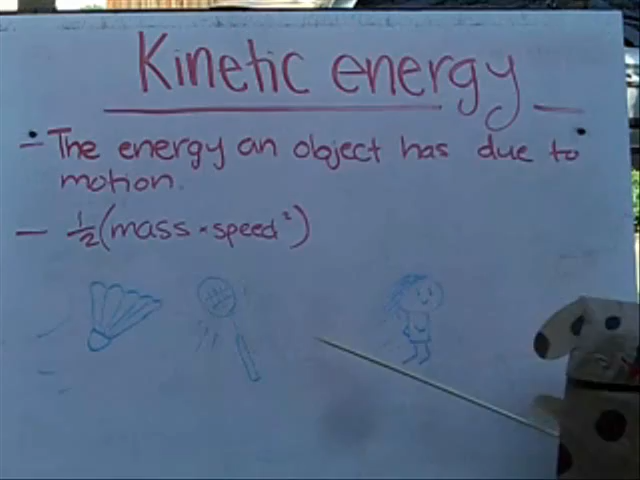 Kinetic energy
- The energy an object has due to
motion.
- ½(mass × speed²)